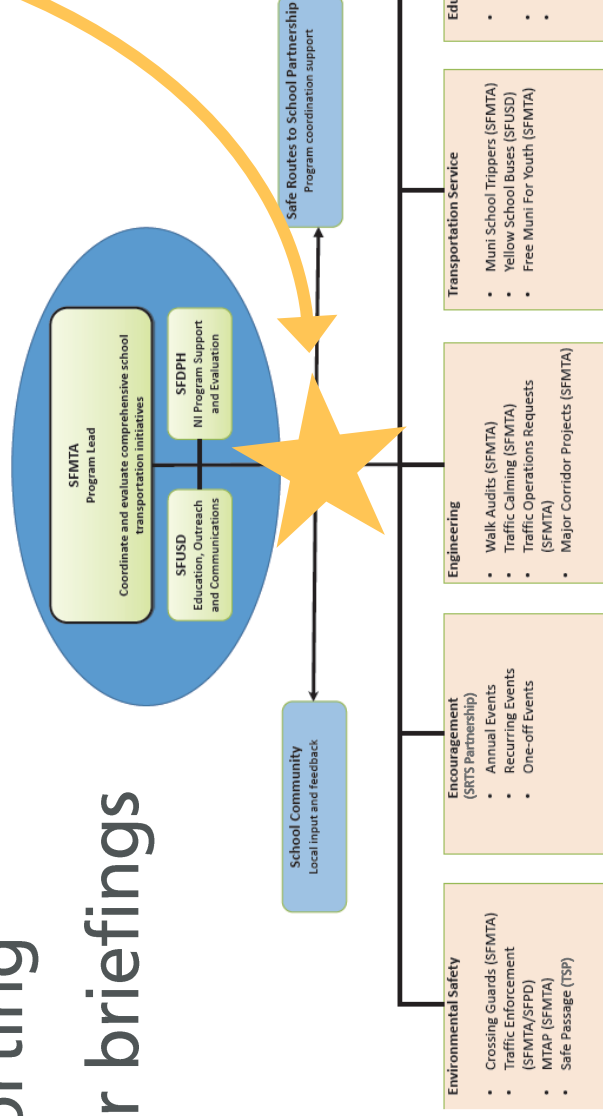 r briefings
SFMTA
Program Lead
Coordinate and evaluate comprehensive school
transportation initiatives
SFUSD
Education, Outreach
and Communications
SFDPH
NI Program Support
and Evaluation
School Community
Local input and feedback
Safe Routes to School Partnership
Program coordination support
Environmental Safety
• Crossing Guards (SFMTA)
• Traffic Enforcement
(SFMTA/SFPD)
• MTAP (SFMTA)
• Safe Passage (TSP)
Encouragement
(SRTS Partnership)
• Annual Events
• Recurring Events
• One-off Events
Engineering
• Walk Audits (SFMTA)
• Traffic Calming (SFMTA)
• Traffic Operations Requests
(SFMTA)
• Major Corridor Projects (SFMTA)
Transportation Service
• Muni School Trippers (SFMTA)
• Yellow School Buses (SFUSD)
• Free Muni For Youth (SFMTA)
Edu